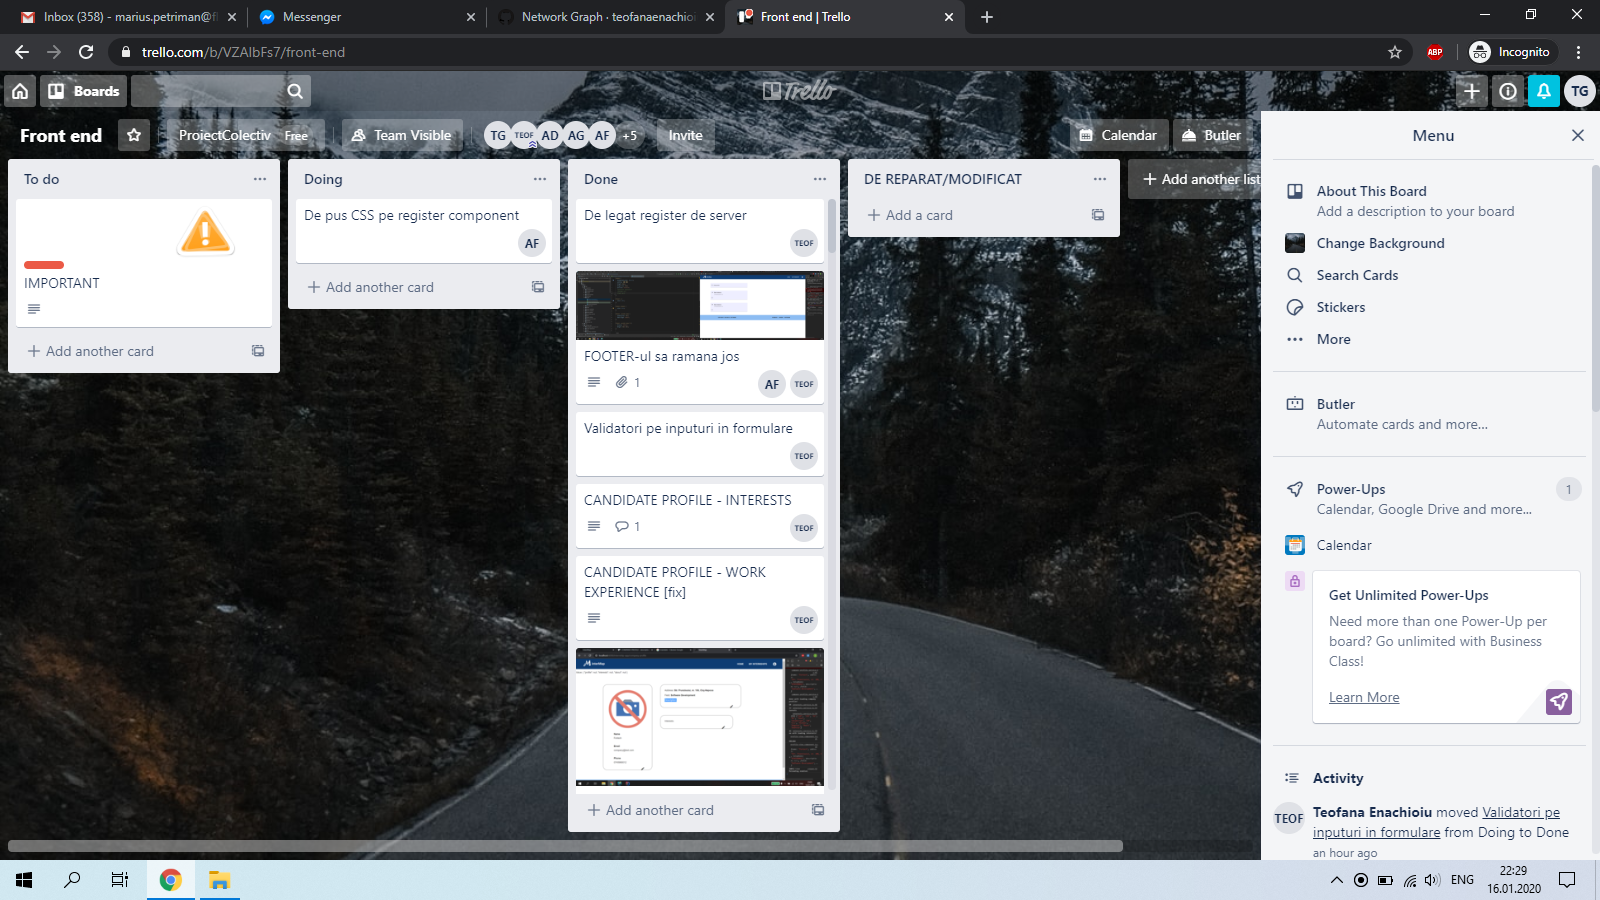 Inbox (358) - marius.petriman@f
Messenger
Network Graph · teofanaenachioi
Front end | Trello
trello.com/b/VZAlbFs7/front-end
ABP
Incognito
Boards
Trello
TG
Front end
ProjectColectiv Free
Team Visible
TG TEOF AD AG AF +5
Invite
Calendar
Butler
Menu
To do
IMPORTANT
Add another card
Doing
De pus CSS pe register component
AF
Add another card
Done
De legat register de server
TEOF
FOOTER-ul sa ramana jos
1
AF TEOF
Validatori pe inputuri in formulare
TEOF
CANDIDATE PROFILE - INTERESTS
1
TEOF
CANDIDATE PROFILE - WORK
EXPERIENCE [fix]
TEOF
Add another card
DE REPARAT/MODIFICAT
Add a card
Add another list
About This Board
Add a description to your board
Change Background
Search Cards
Stickers
More
Butler
Automate cards and more...
Power-Ups
1
Calendar, Google Drive and more...
Calendar
Get Unlimited Power-Ups
Need more than one Power-Up per
board? Go unlimited with Business
Class!
Learn More
Activity
TEOF
Teofana Enachioiu moved Validatori pe
inputuri in formulare from Doing to Done
an hour ago
ENG
22:29
16.01.2020